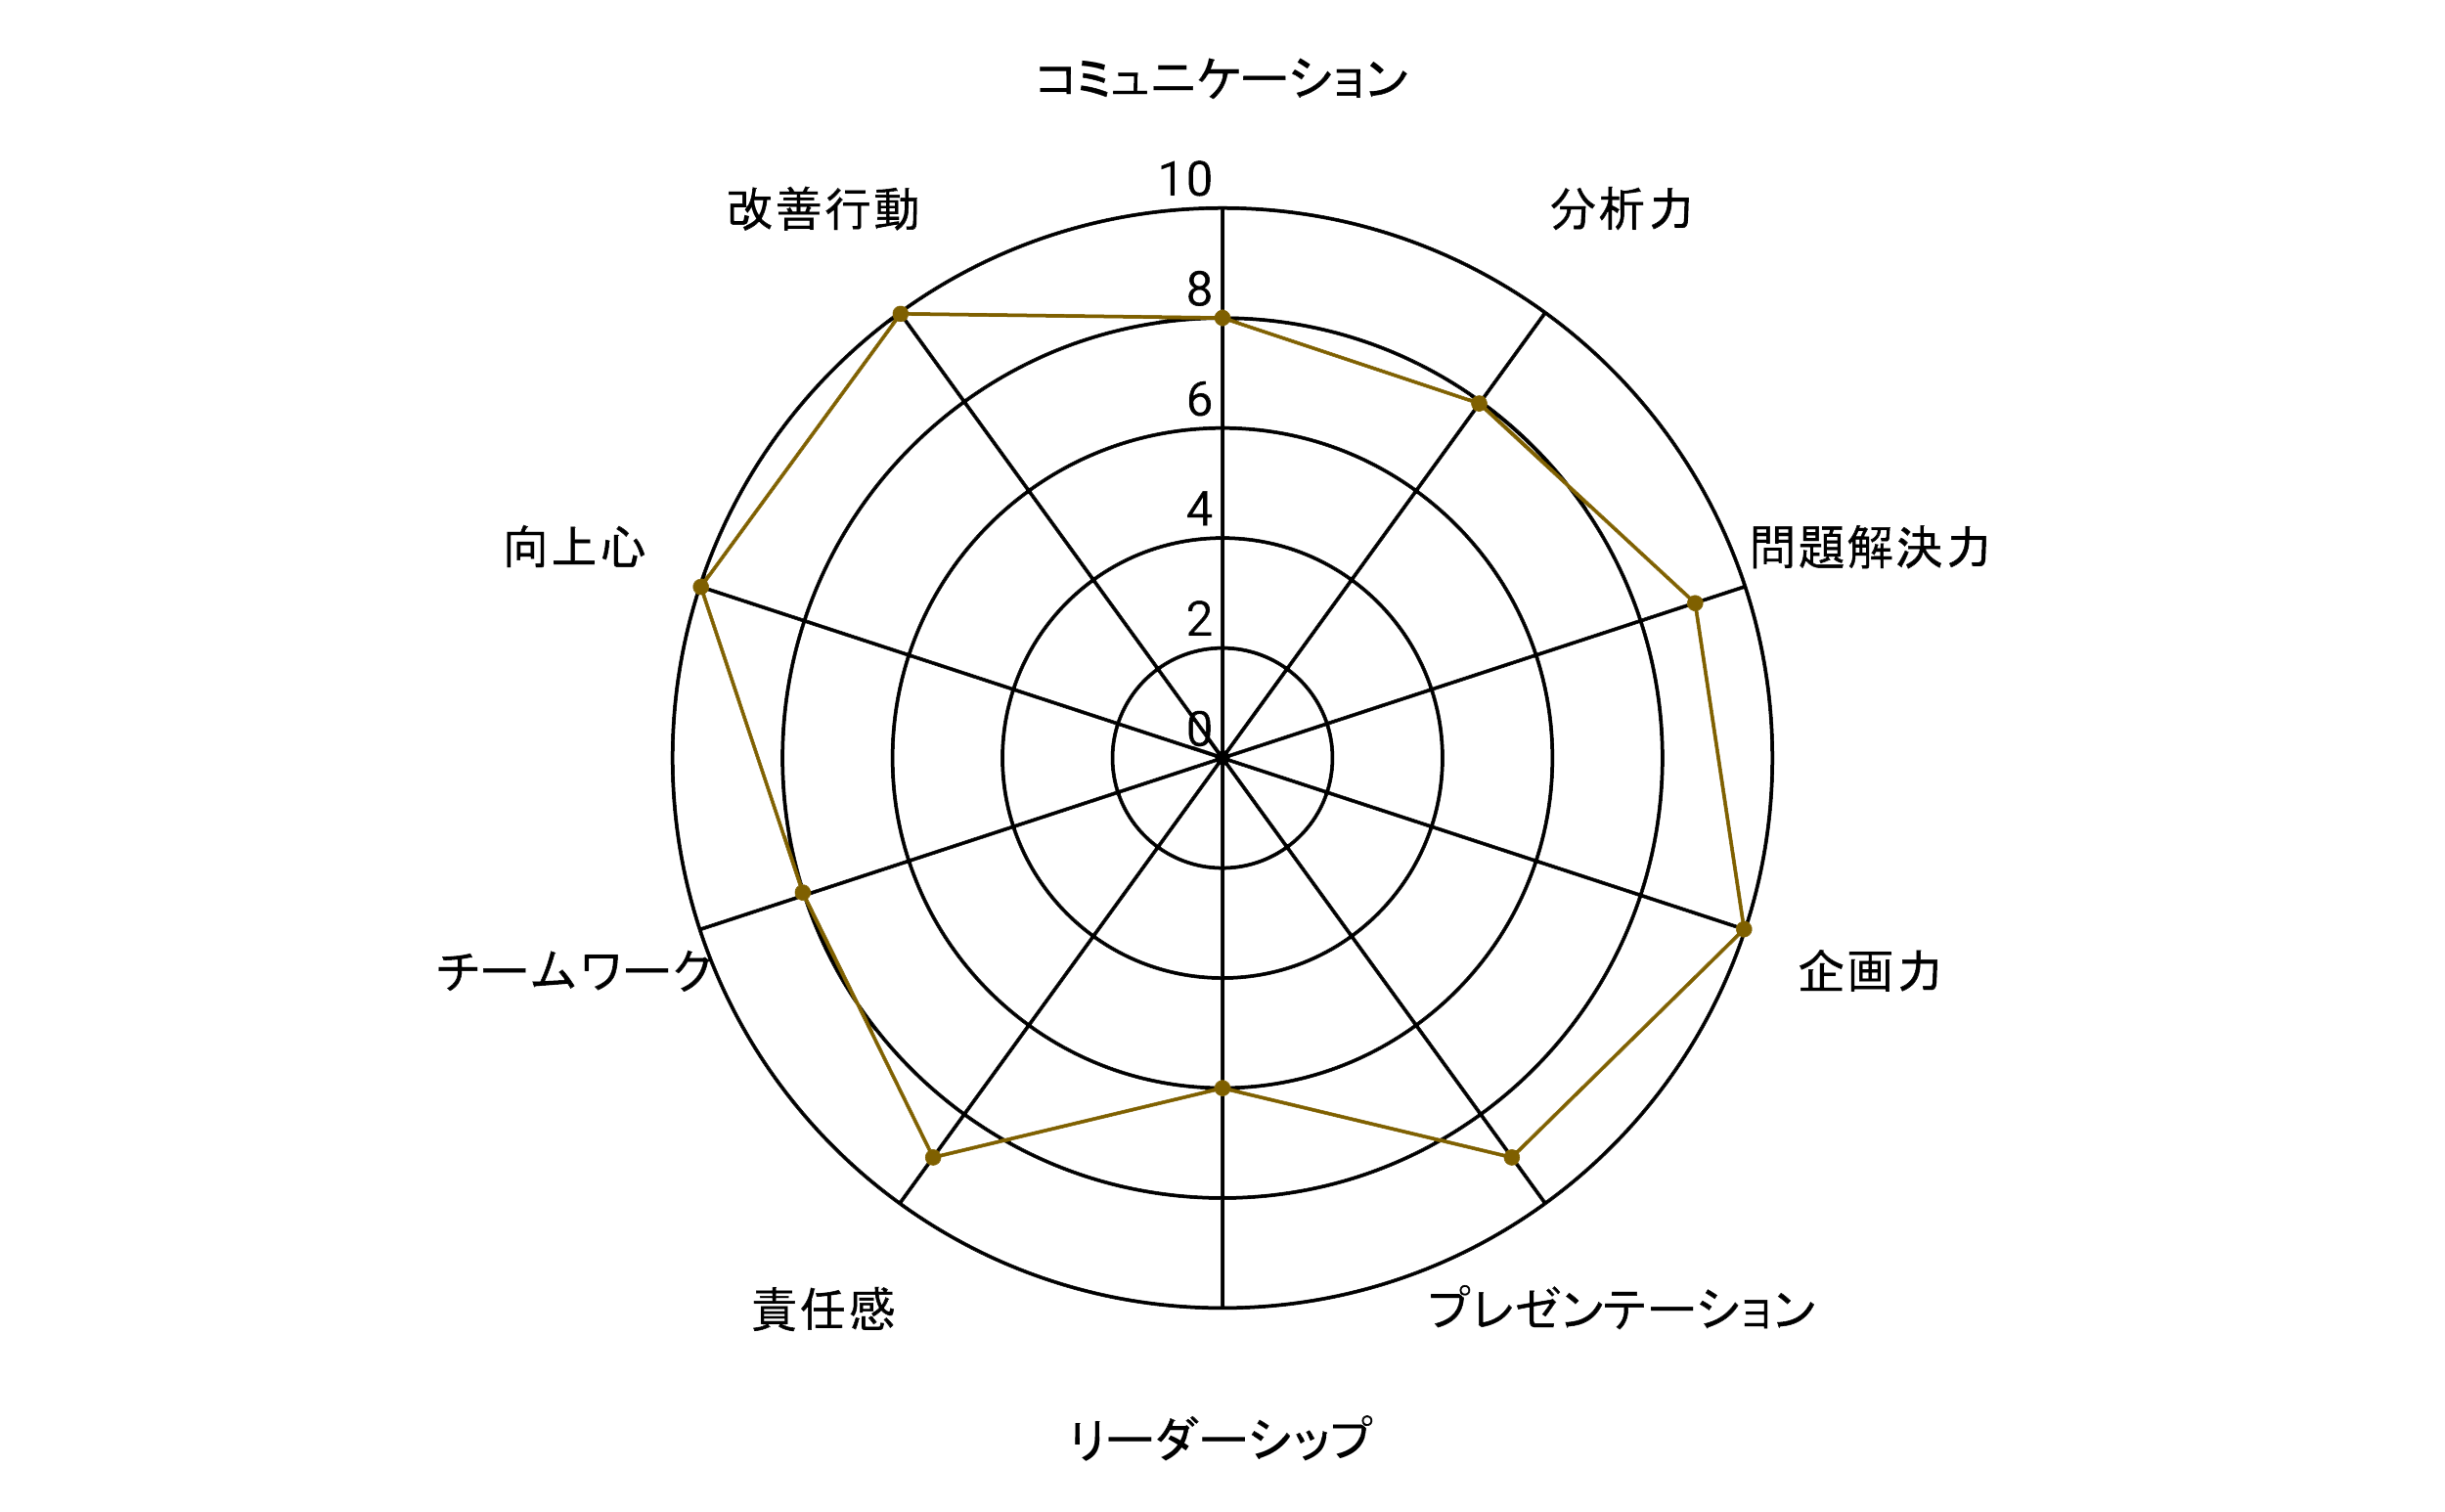 コミュニケーション
10
改善行動
分析力
8
6
4
向上心
問題解決力
2
0
チームワーク
企画力
責任感
プレゼンテーション
リーダーシップ